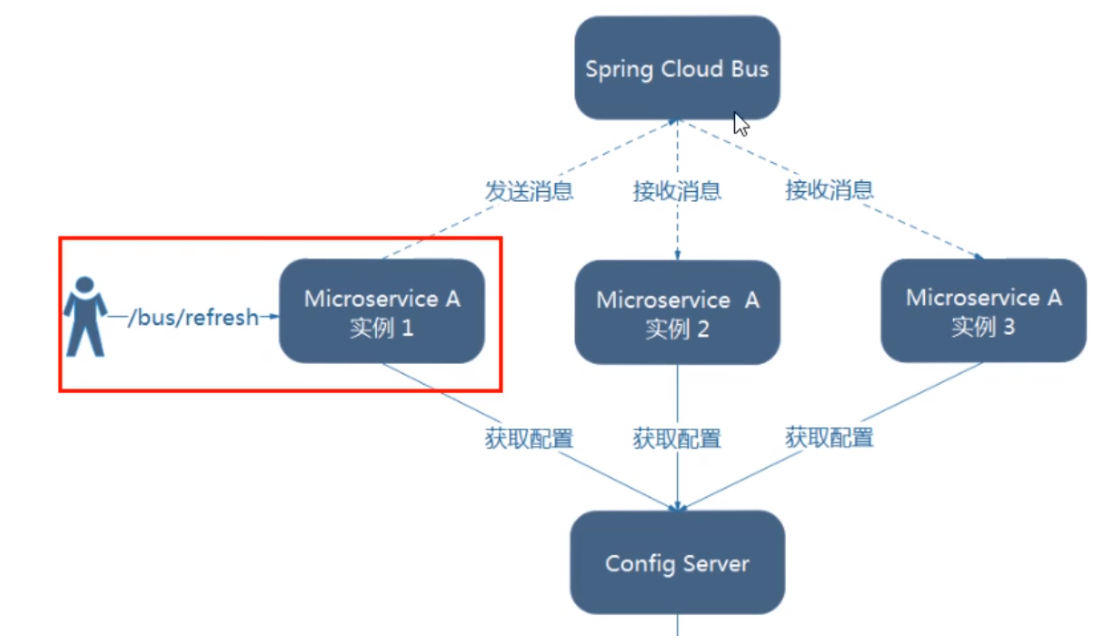 Spring Cloud Bus
发送消息
接收消息
接收消息
/bus/refresh
Microservice A
实例 1
Microservice A
实例 2
Microservice A
实例 3
获取配置
获取配置
获取配置
Config Server